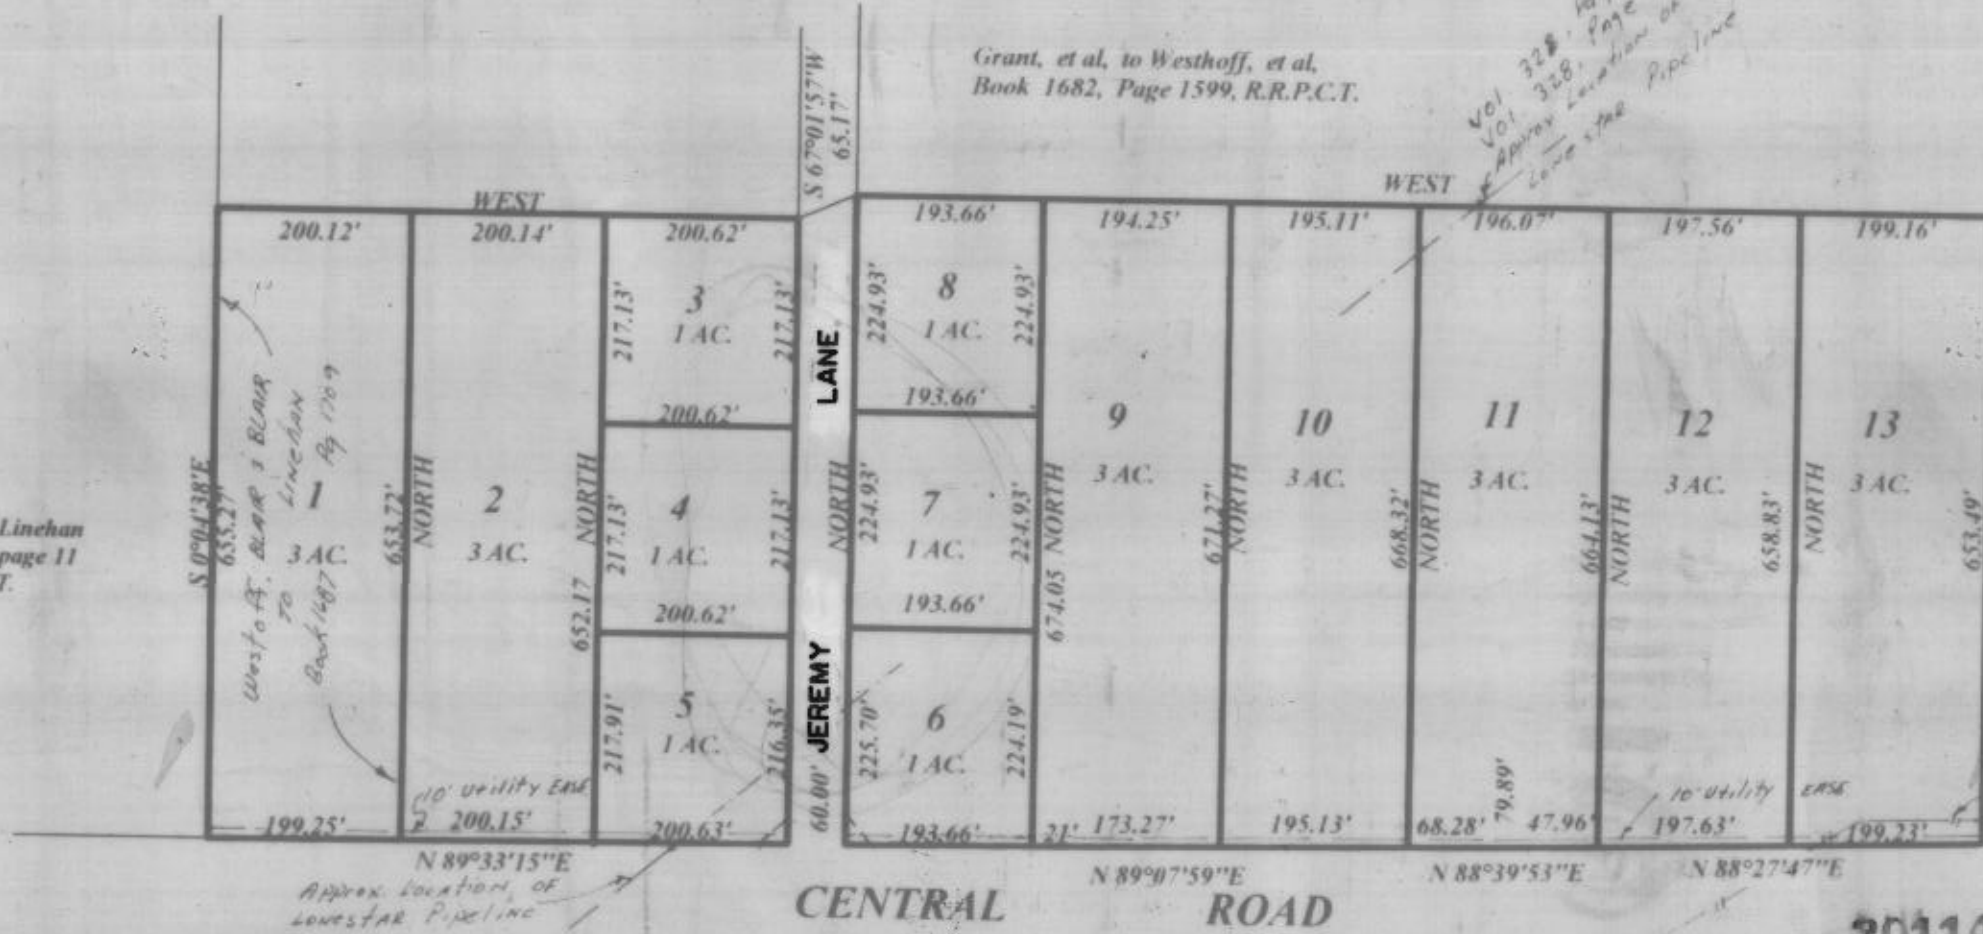 Grant, et al, to Westhoff, et al,
Book 1682, Page 1599, R.R.P.C.T.
VOl 328,
VOl 328, Page
Approx Location OF
Lone Star Pipeline
S 67°01'57"W
65.17'
WEST
WEST
200.12'
200.14'
200.62'
193.66'
194.25'
195.11'
196.07'
197.56'
199.16'
217.13'
3
1 AC.
217.13'
200.62'
224.93'
8
1 AC.
224.93'
193.66'
LANE
JEREMY
60.00'
NORTH
Linehan
page 11
T.
S 0°04'38"E
655.27'
West Pt. BLAIR & BLAIR
TO LINEHAN
Book 1687 Pg 1709
1
3 AC.
653.72'
NORTH
2
3 AC.
NORTH
652.17
217.13'
4
1 AC.
217.13'
200.62'
217.91'
5
1 AC.
216.35'
224.93'
7
1 AC.
224.93'
193.66'
225.70'
6
1 AC.
224.19'
NORTH
674.05
9
3 AC.
671.27'
NORTH
10
3 AC.
668.32'
NORTH
11
3 AC.
664.13'
NORTH
12
3 AC.
658.83'
NORTH
13
3 AC.
653.49'
10' Utility EASE
10' Utility EASE
199.25'
200.15'
200.63'
193.66'
21'
173.27'
195.13'
68.28'
79.89'
47.96'
197.63'
199.23'
N 89°33'15"E
N 89°07'59"E
N 88°39'53"E
N 88°27'47"E
Approx. Location, OF
LONESTAR Pipeline
CENTRAL ROAD